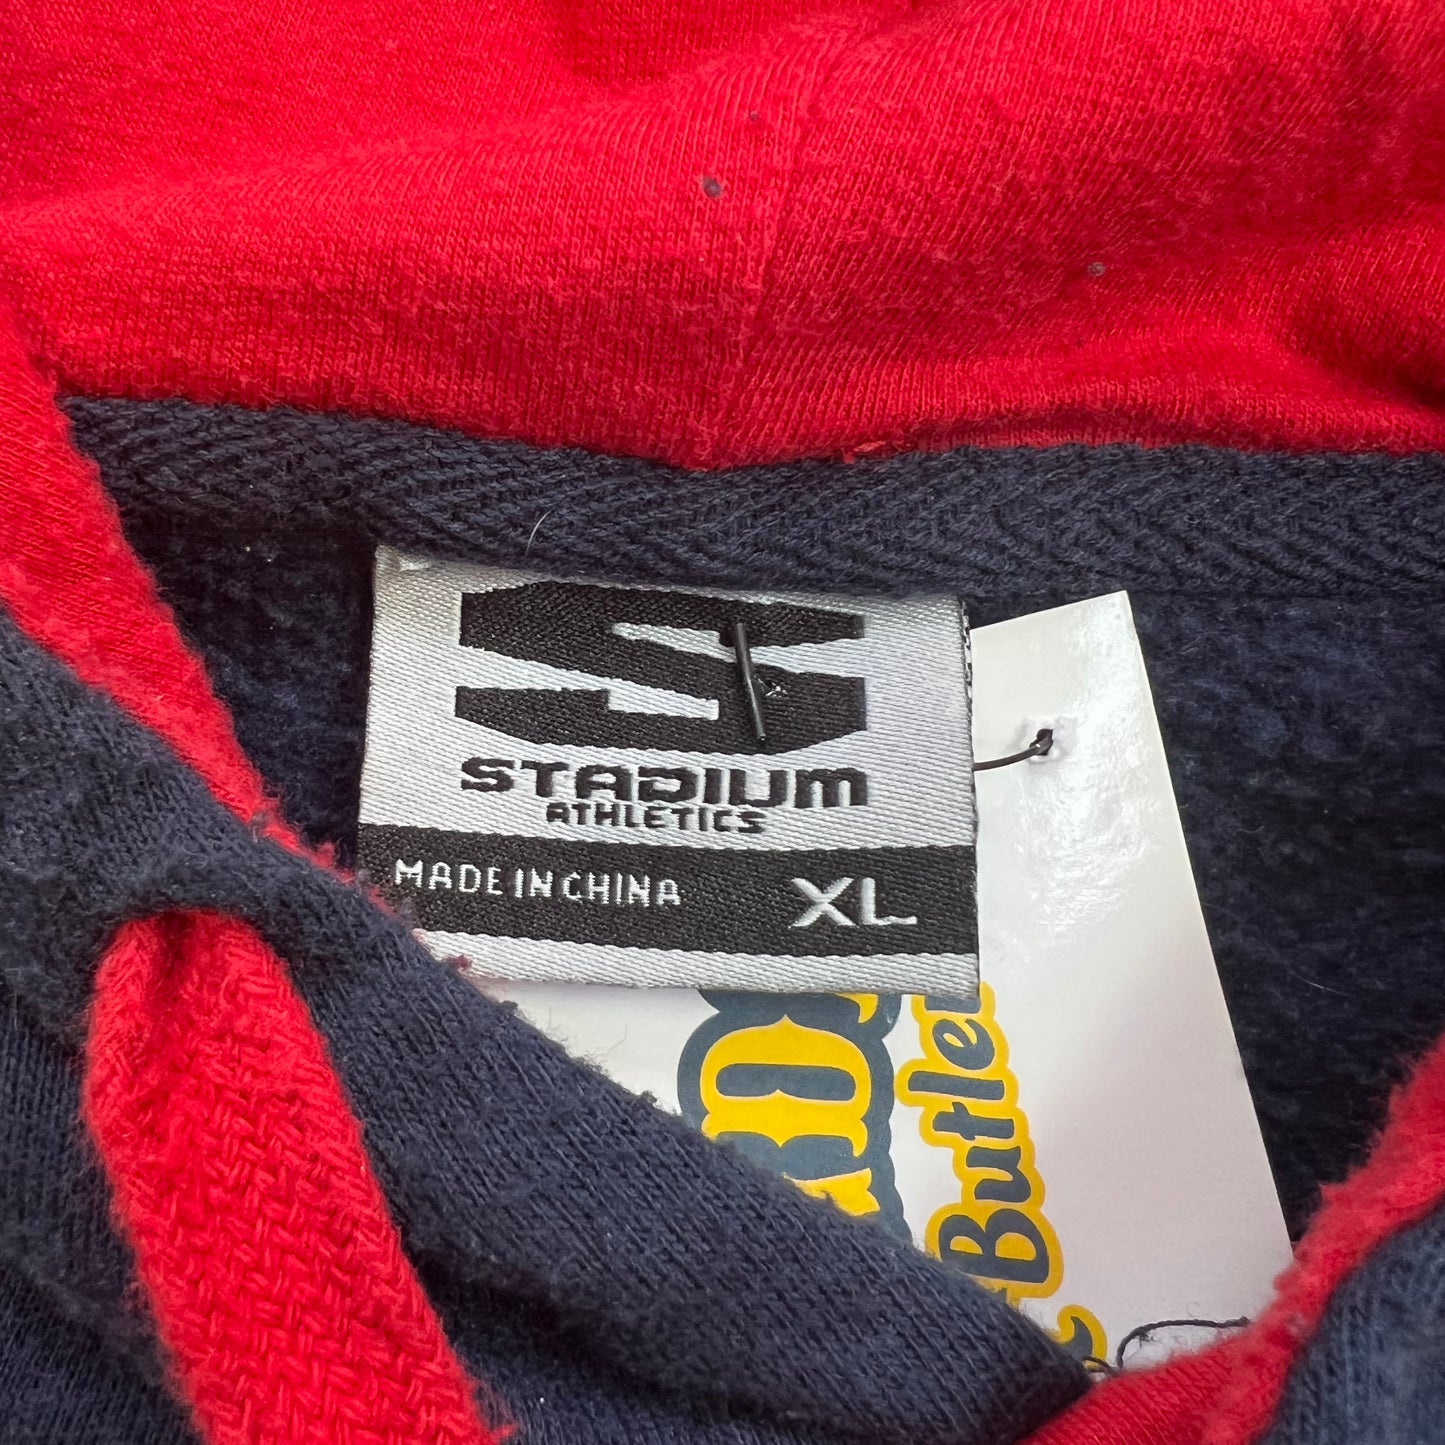 S
STADIUM
ATHLETICS
MADE IN CHINA XL
Butler